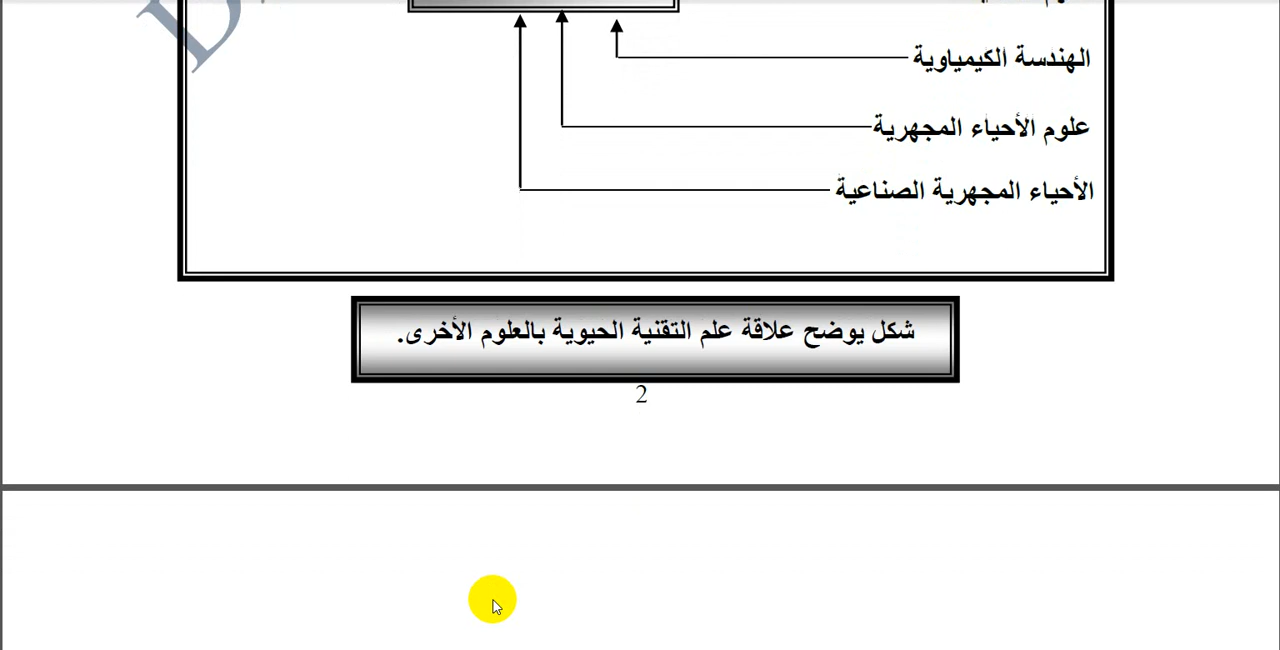 الهندسة الكيمياوية
علوم الأحياء المجهرية
الأحياء المجهرية الصناعية
شكل يوضح علاقة علم التقنية الحيوية بالعلوم الأخرى.
2